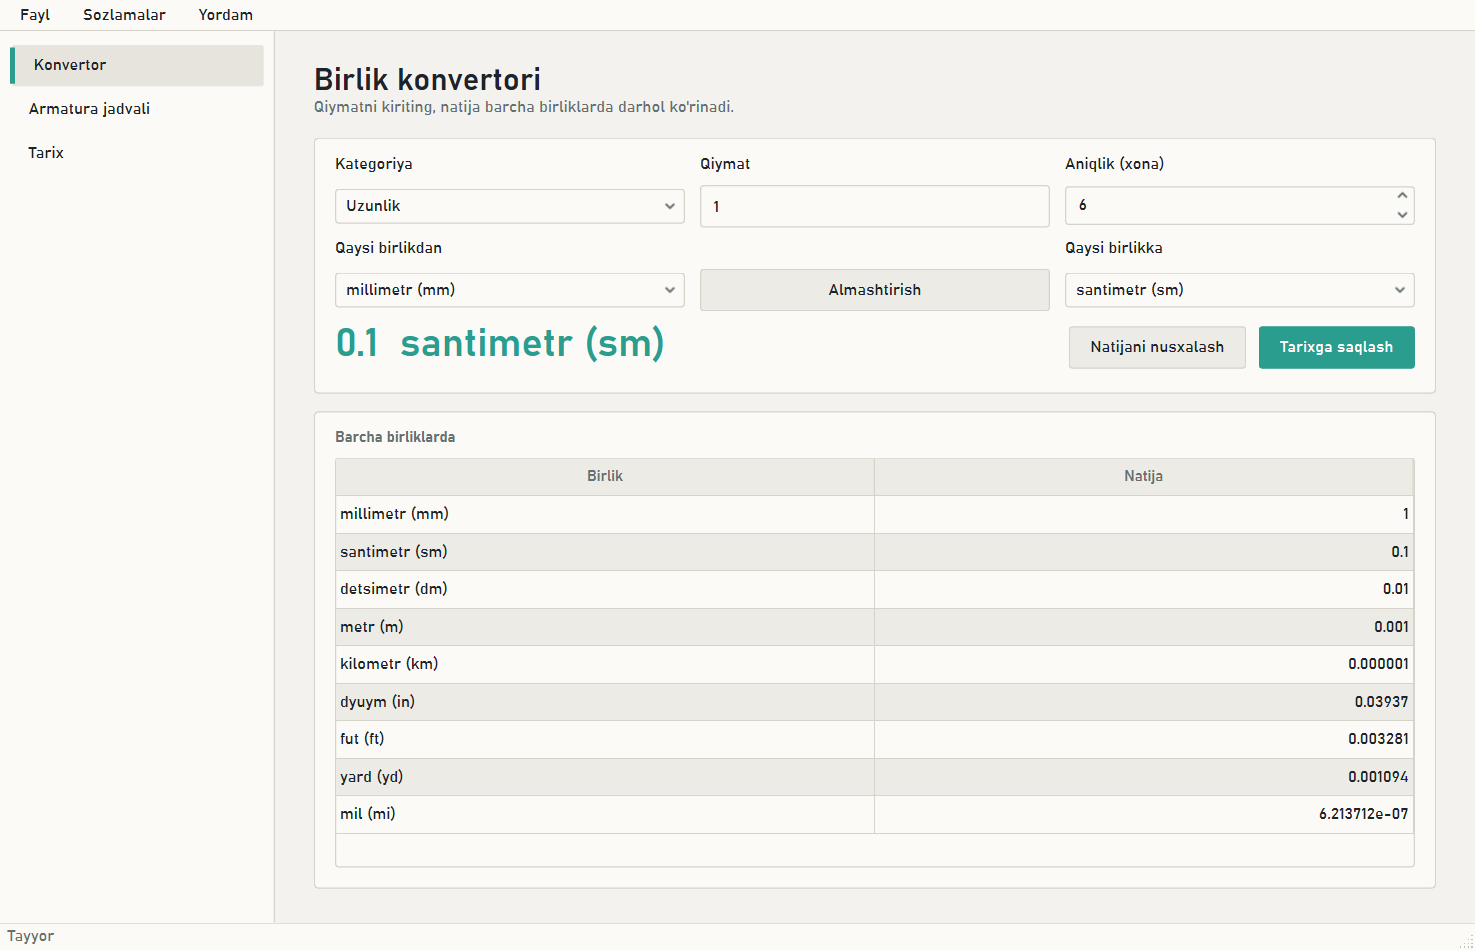 Fayl Sozlamalar Yordam
Konvertor
Armatura jadvali
Tarix
Birlik konvertori
Qiymatni kiriting, natija barcha birliklarda darhol ko'rinadi.
Kategoriya Qiymat Aniqlik (xona)
Uzunlik 1 6
Qaysi birlikdan Qaysi birlikka
millimetr (mm) Almashtirish santimetr (sm)
0.1 santimetr (sm) Natijani nusxalash Tarixga saqlash
Barcha birliklarda
Birlik Natija
millimetr (mm) 1
santimetr (sm) 0.1
detsimetr (dm) 0.01
metr (m) 0.001
kilometr (km) 0.000001
dyuym (in) 0.03937
fut (ft) 0.003281
yard (yd) 0.001094
mil (mi) 6.213712e-07
Tayyor